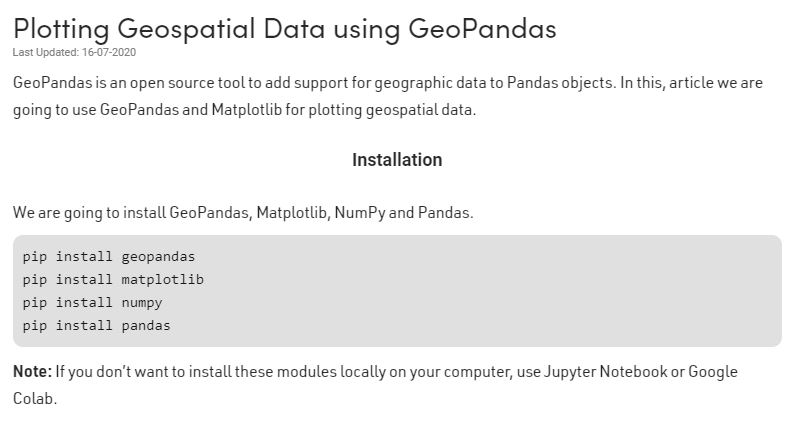 Plotting Geospatial Data using GeoPandas
Last Updated: 16-07-2020
GeoPandas is an open source tool to add support for geographic data to Pandas objects. In this, article we are
going to use GeoPandas and Matplotlib for plotting geospatial data.
Installation
We are going to install GeoPandas, Matplotlib, NumPy and Pandas.
pip install geopandas
pip install matplotlib
pip install numpy
pip install pandas
Note: If you don’t want to install these modules locally on your computer, use Jupyter Notebook or Google
Colab.